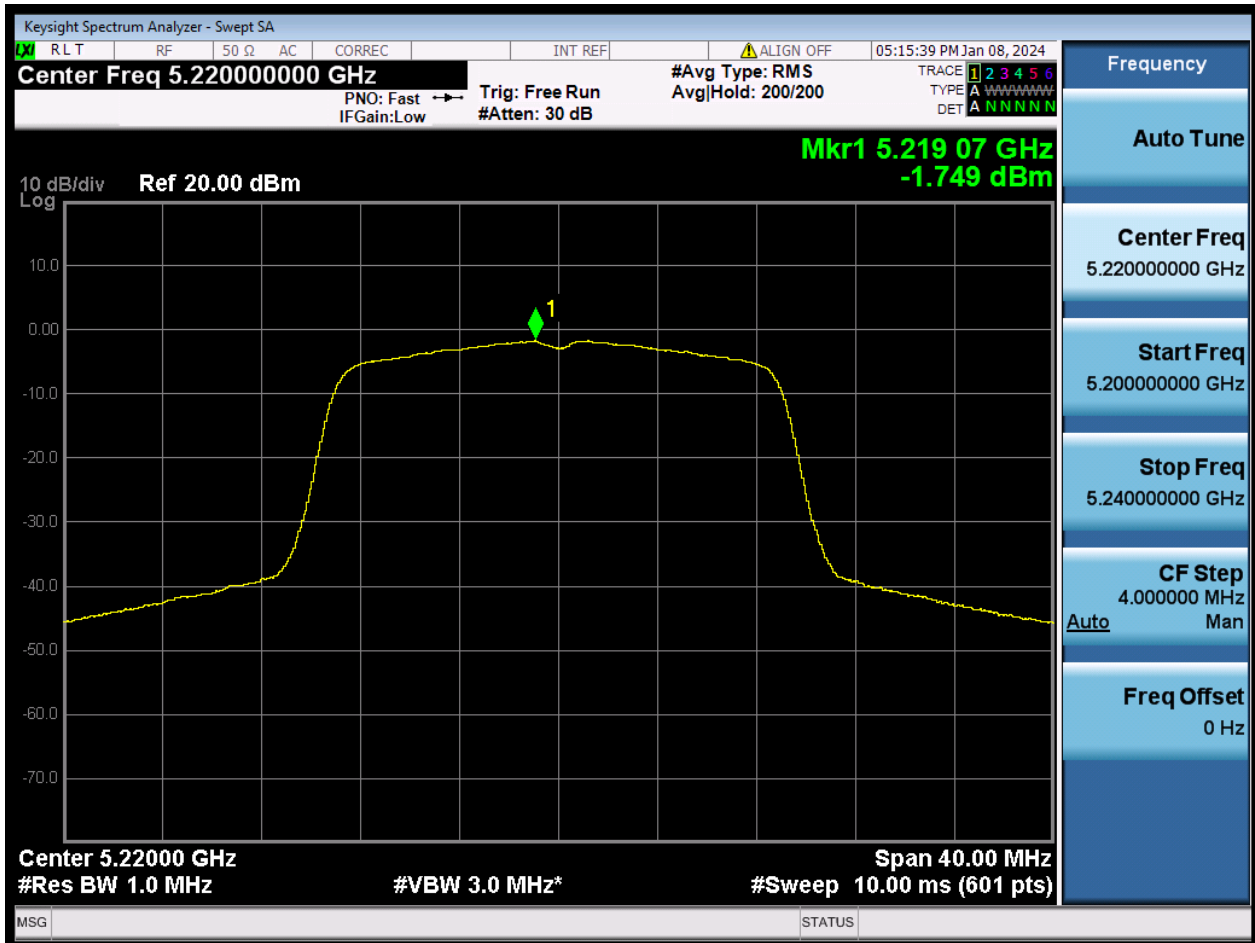 Keysight Spectrum Analyzer - Swept SA
LXI RLT RF 50 Ω AC CORREC INT REF ALIGN OFF 05:15:39 PM Jan 08, 2024
Center Freq 5.220000000 GHz
PNO: Fast
IFGain:Low
Trig: Free Run
#Atten: 30 dB
#Avg Type: RMS
Avg|Hold: 200/200
TRACE 1 2 3 4 5 6
TYPE A WWWWW
DET A N N N N N
Mkr1 5.219 07 GHz
-1.749 dBm
10 dB/div Ref 20.00 dBm
Log
1
10.0
0.00
-10.0
-20.0
-30.0
-40.0
-50.0
-60.0
-70.0
Center 5.22000 GHz Span 40.00 MHz
#Res BW 1.0 MHz #VBW 3.0 MHz* #Sweep 10.00 ms (601 pts)
MSG STATUS
Frequency
Auto Tune
Center Freq
5.220000000 GHz
Start Freq
5.200000000 GHz
Stop Freq
5.240000000 GHz
CF Step
4.000000 MHz
Auto Man
Freq Offset
0 Hz